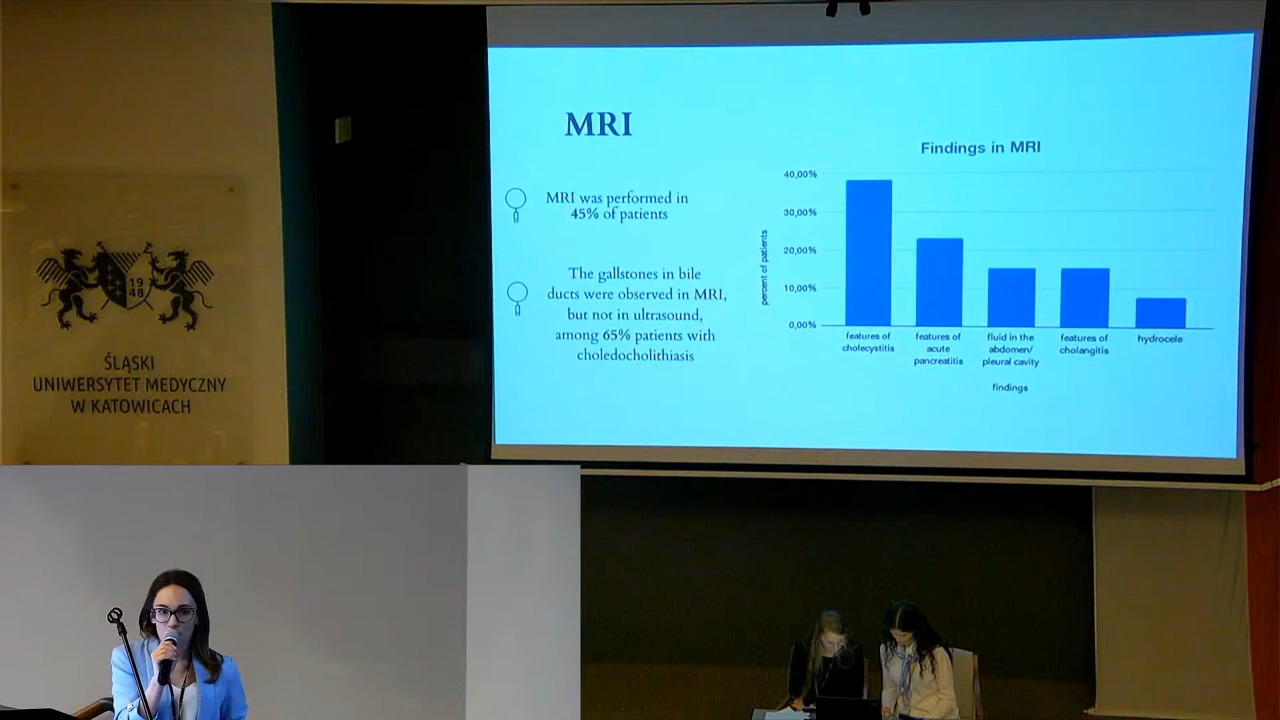 MRI
MRI was performed in
45% of patients
The gallstones in bile
ducts were observed in MRI,
but not in ultrasound,
among 65% patients with
choledocholithiasis
Findings in MRI
percent of patients
40,00%
30,00%
20,00%
10,00%
0,00%
features of
cholecystitis
features of
acute
pancreatitis
fluid in the
abdomen/
pleural cavity
features of
cholangitis
hydrocele
findings
19
48
ŚLĄSKI
UNIWERSYTET MEDYCZNY
W KATOWICACH